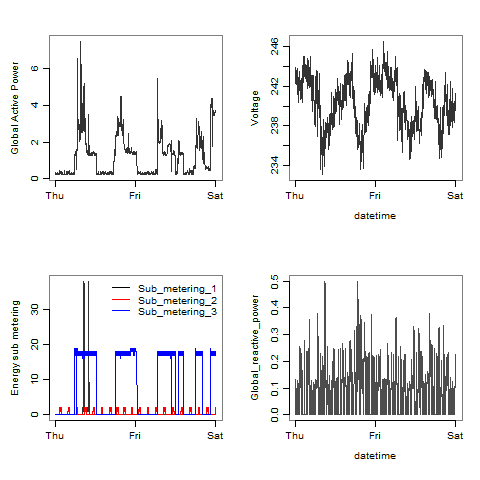 Global Active Power
6
4
2
0
Thu Fri Sat
Voltage
246
242
238
234
Thu Fri Sat
datetime
Energy sub metering
30
20
10
0
Sub_metering_1
Sub_metering_2
Sub_metering_3
Thu Fri Sat
Global_reactive_power
0.5
0.4
0.3
0.2
0.1
0.0
Thu Fri Sat
datetime